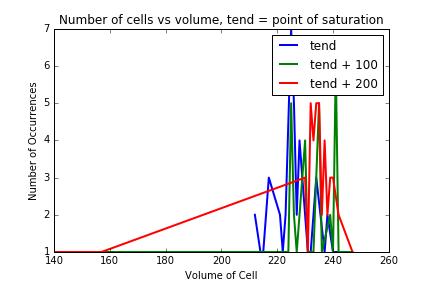 Number of cells vs volume, tend = point of saturation
7
6
5
4
3
2
1
Number of Occurrences
tend
tend + 100
tend + 200
140 160 180 200 220 240 260
Volume of Cell